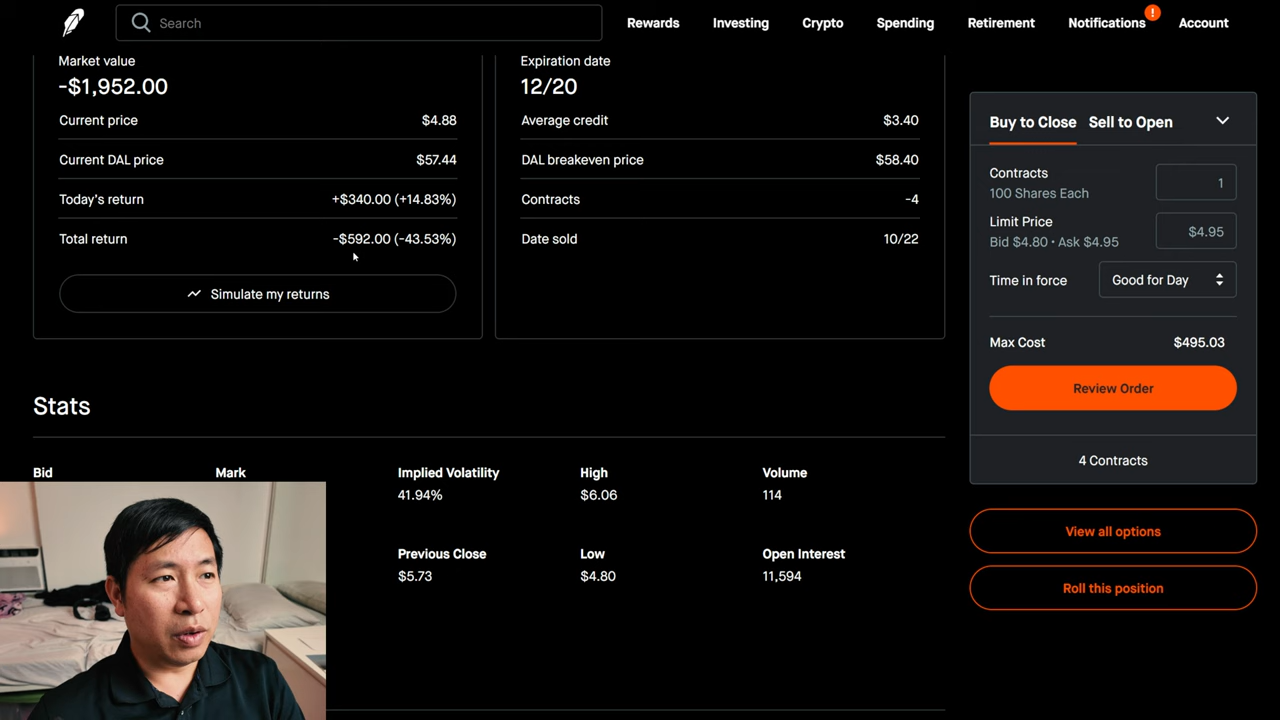 Search
Rewards
Investing
Crypto
Spending
Retirement
Notifications
!
Account
Market value
-$1,952.00
Current price $4.88
Current DAL price $57.44
Today's return +$340.00 (+14.83%)
Total return -$592.00 (-43.53%)
Simulate my returns
Expiration date
12/20
Average credit $3.40
DAL breakeven price $58.40
Contracts -4
Date sold 10/22
Buy to Close Sell to Open
Contracts
100 Shares Each
1
Limit Price
Bid $4.80 • Ask $4.95
$4.95
Time in force Good for Day
Max Cost $495.03
Review Order
4 Contracts
View all options
Roll this position
Stats
Bid
Mark
Implied Volatility
41.94%
High
$6.06
Volume
114
Previous Close
$5.73
Low
$4.80
Open Interest
11,594